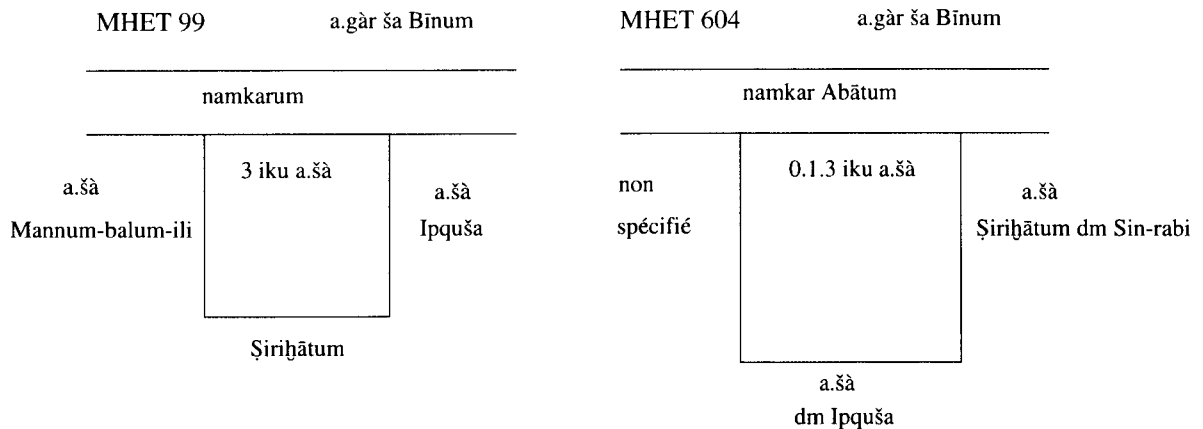 MHET 99 a.gàr ša Bīnum
namkarum
3 iku a.šà
a.šà
Mannum-balum-ili
a.šà
Ipquša
Ṣiriḫātum
MHET 604 a.gàr ša Bīnum
namkar Abātum
0.1.3 iku a.šà
non
spécifié
a.šà
Ṣiriḫātum dm Sin-rabi
a.šà
dm Ipquša